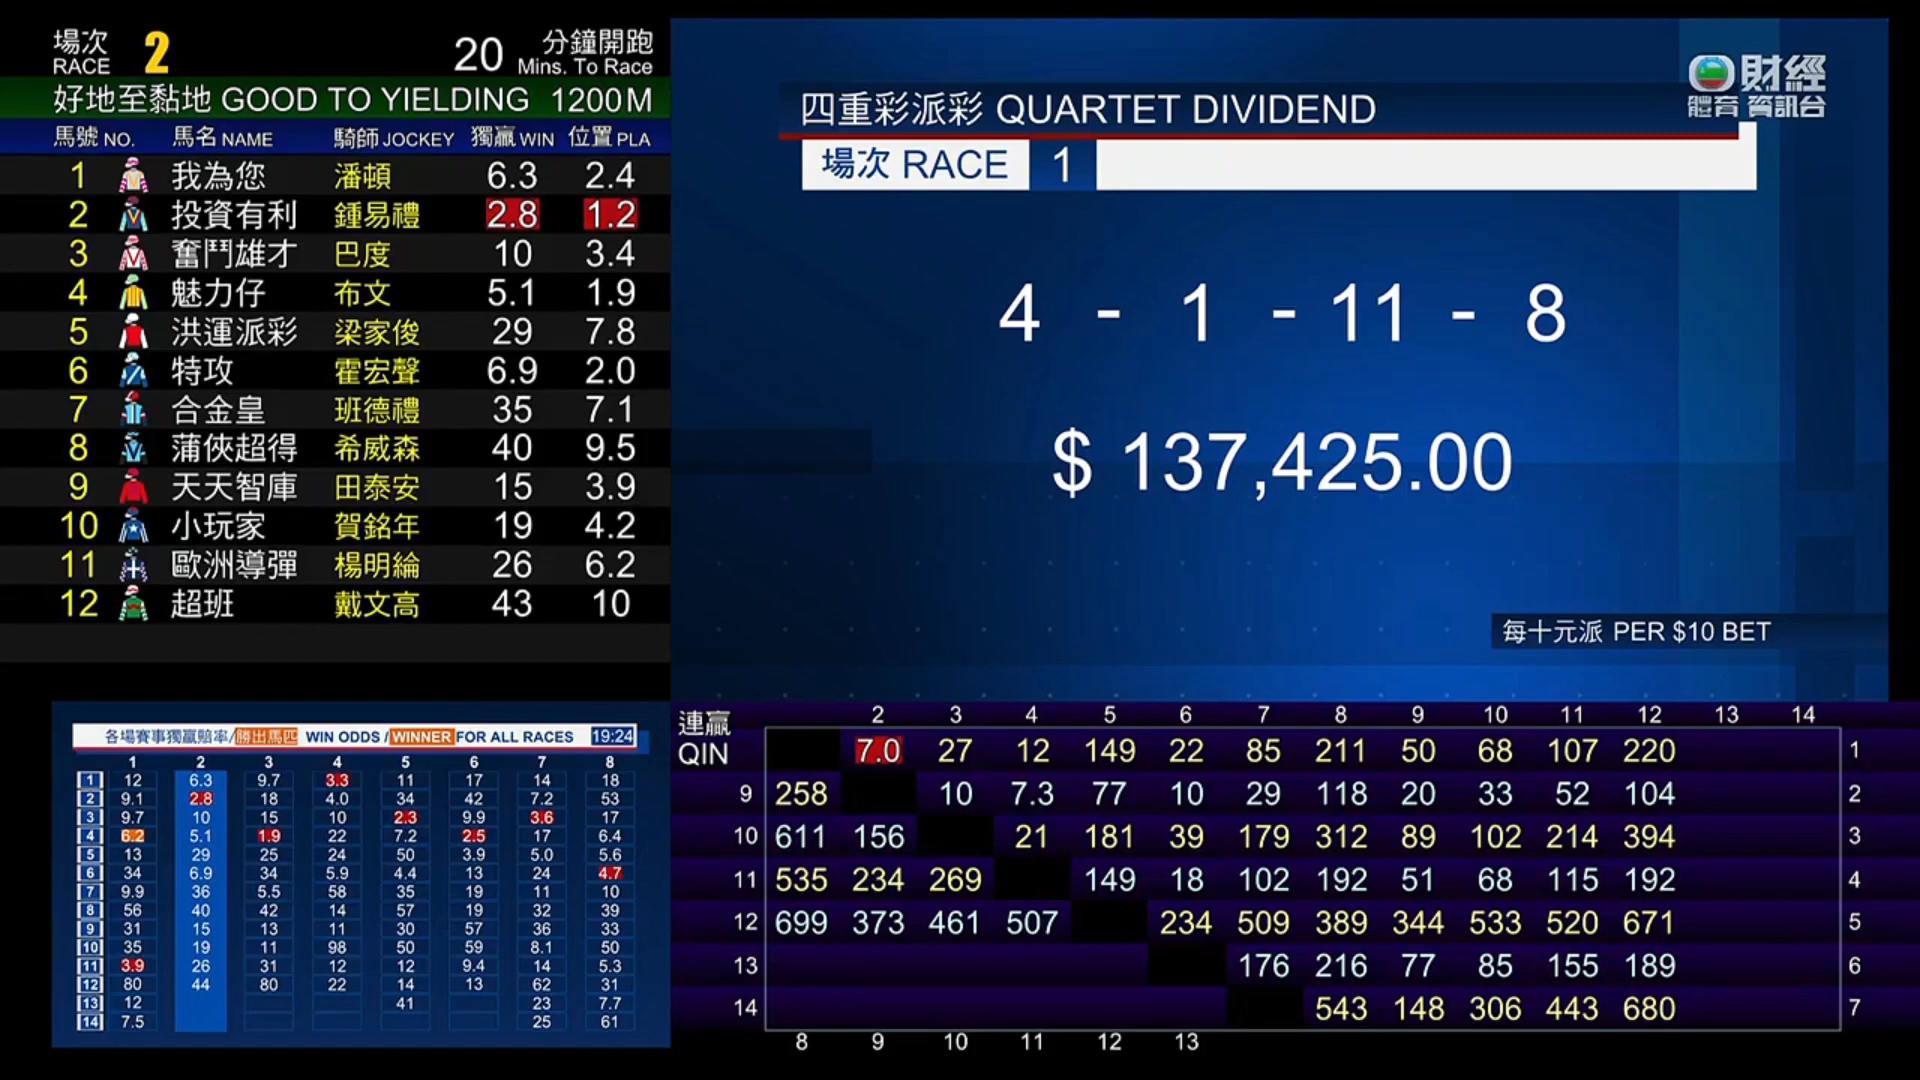 場次 RACE 2 20 分鐘開跑 Mins. To Race
好地至黏地 GOOD TO YIELDING 1200M
馬號 NO. 馬名 NAME 騎師 JOCKEY 獨贏 WIN 位置 PLA
1 我為您 潘頓 6.3 2.4
2 投資有利 鍾易禮 2.8 1.2
3 奮鬥雄才 巴度 10 3.4
4 魅力仔 布文 5.1 1.9
5 洪運派彩 梁家俊 29 7.8
6 特攻 霍宏聲 6.9 2.0
7 合金皇 班德禮 35 7.1
8 蒲俠超得 希威森 40 9.5
9 天天智庫 田泰安 15 3.9
10 小玩家 賀銘年 19 4.2
11 歐洲導彈 楊明綸 26 6.2
12 超班 戴文高 43 10
財經
體育 資訊台
四重彩派彩 QUARTET DIVIDEND
場次 RACE 1
4 - 1 - 11 - 8
$ 137,425.00
每十元派 PER $10 BET
各場賽事獨贏賠率/勝出馬匹 WIN ODDS / WINNER FOR ALL RACES 19:24
1 2 3 4 5 6 7 8
1 12 6.3 9.7 3.3 11 17 14 18
2 9.1 2.8 18 4.0 34 42 7.2 53
3 9.7 10 15 10 2.3 9.9 3.6 17
4 6.2 5.1 1.9 22 7.2 2.5 17 6.4
5 13 29 25 24 50 3.9 5.0 5.6
6 34 6.9 34 5.9 4.4 13 24 4.7
7 9.9 36 5.5 58 35 19 11 10
8 56 40 42 14 57 19 32 39
9 31 15 13 11 30 57 36 33
10 35 19 11 98 50 59 8.1 50
11 3.9 26 31 12 12 9.4 14 5.3
12 80 44 80 22 14 13 62 31
13 12 41 23 7.7
14 7.5 25 61
連贏 QIN 2 3 4 5 6 7 8 9 10 11 12 13 14
7.0 27 12 149 22 85 211 50 68 107 220 1
9 258 10 7.3 77 10 29 118 20 33 52 104 2
10 611 156 21 181 39 179 312 89 102 214 394 3
11 535 234 269 149 18 102 192 51 68 115 192 4
12 699 373 461 507 234 509 389 344 533 520 671 5
13 176 216 77 85 155 189 6
14 543 148 306 443 680 7
8 9 10 11 12 13